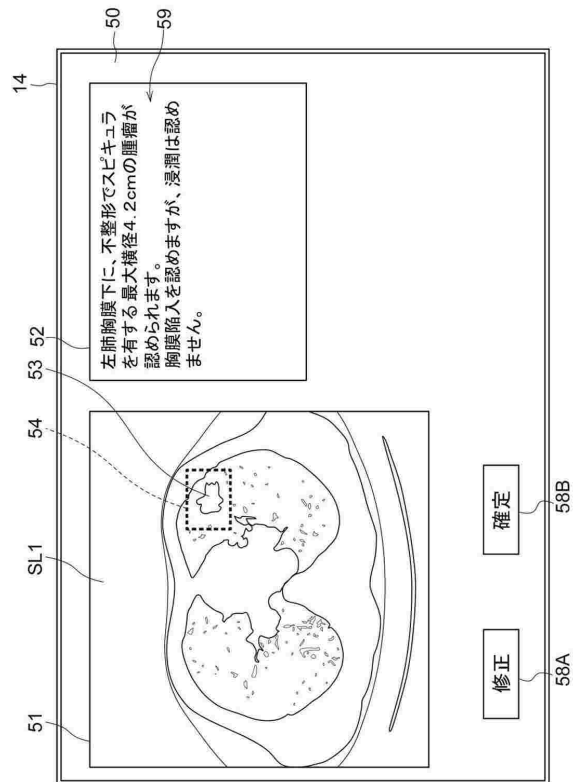 14
50
51
SL1
54
53
52
左肺胸膜下に、不整形でスピキュラ
を有する最大横径4.2cmの腫瘤が
認められます。
胸膜陥入を認めますが、浸潤は認め
ません。
59
修正
確定
58A
58B